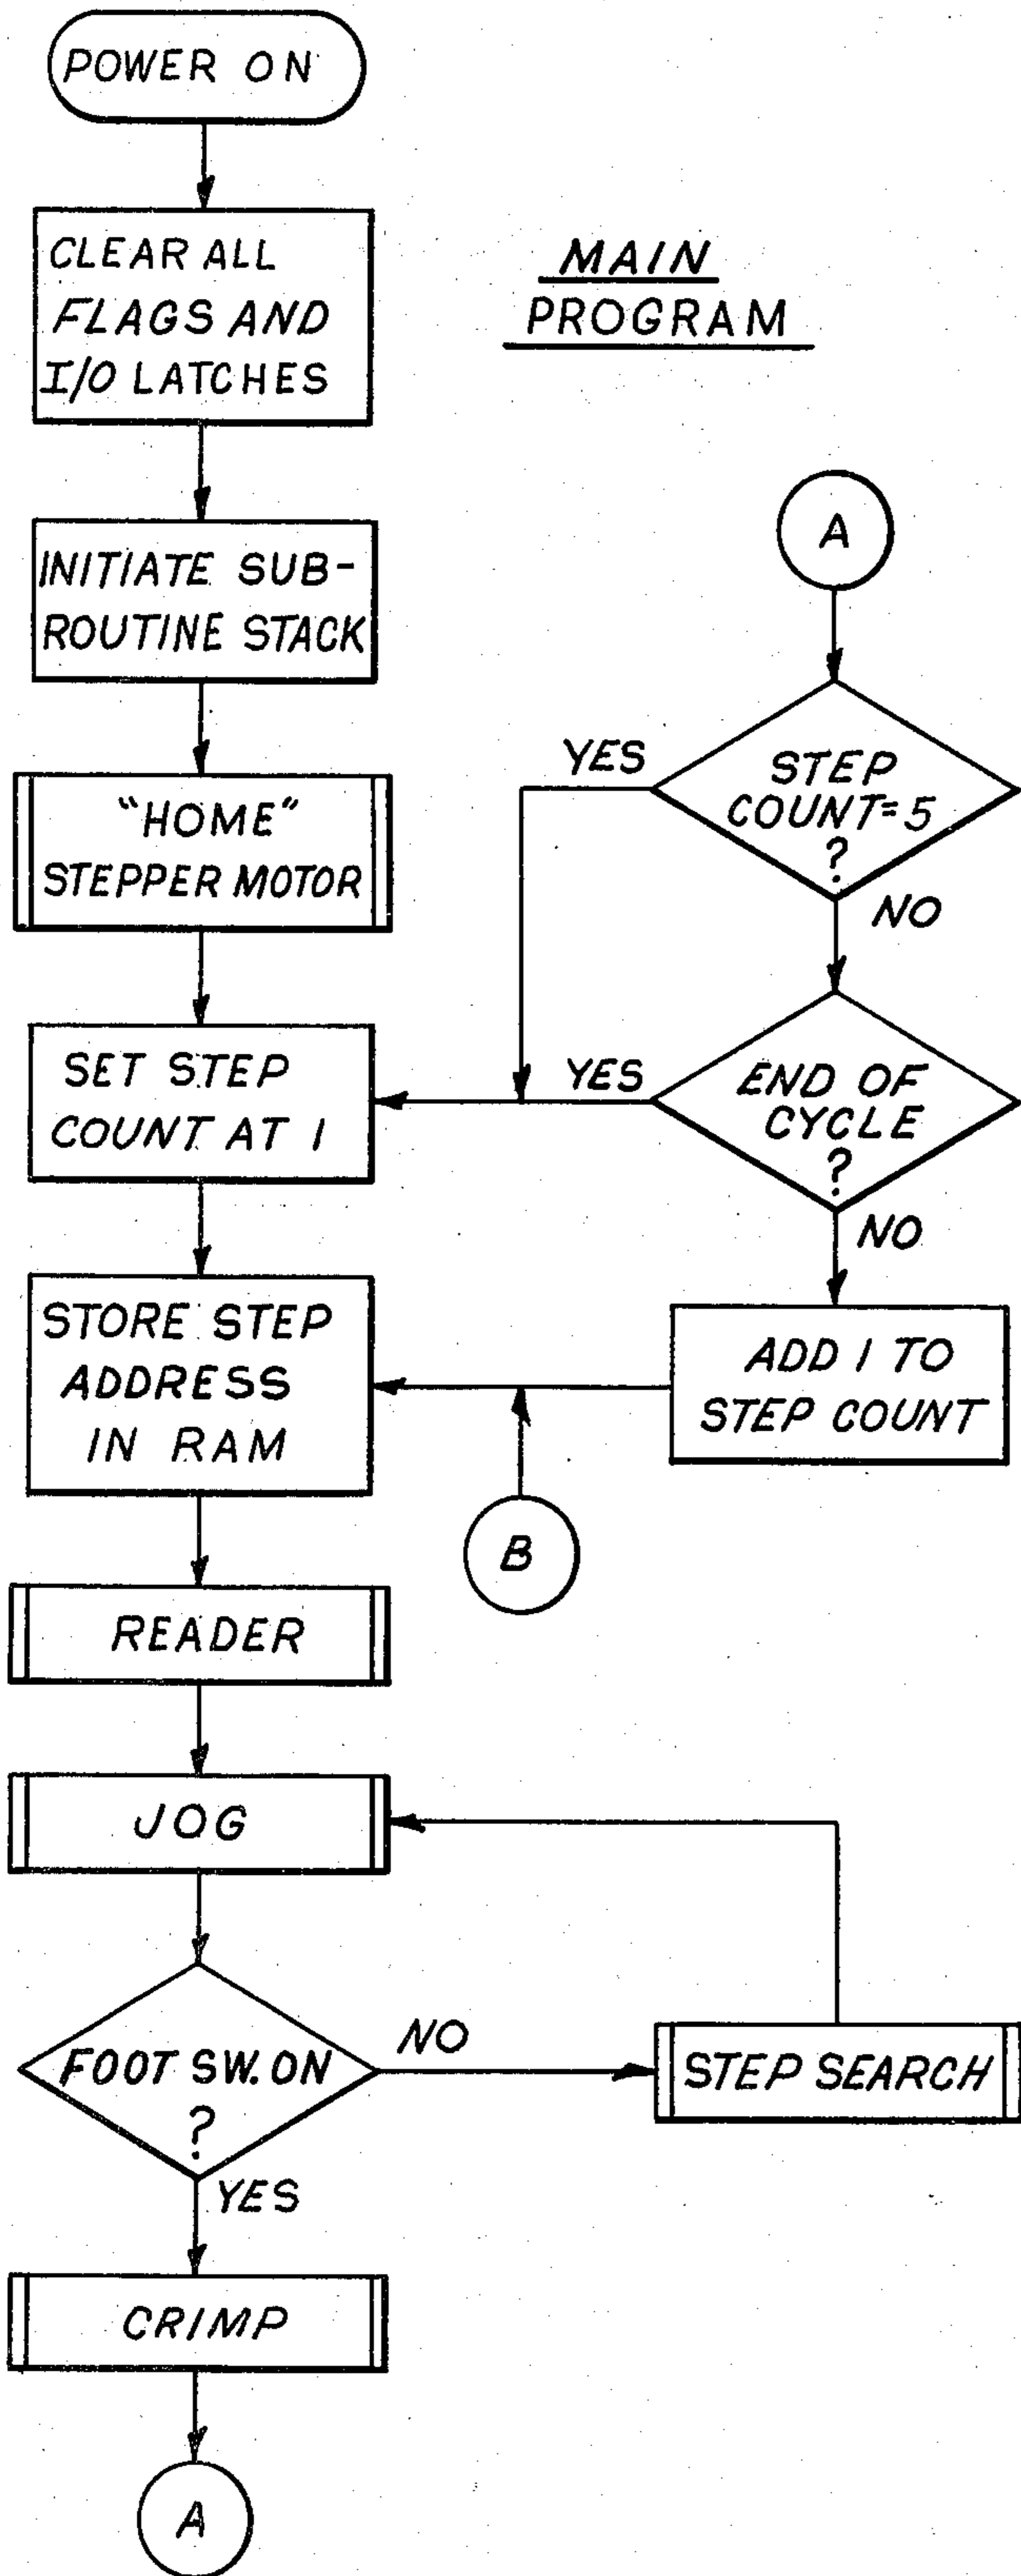 POWER ON
CLEAR ALL
FLAGS AND
I/O LATCHES
MAIN
PROGRAM
INITIATE SUB-
ROUTINE STACK
"HOME"
STEPPER MOTOR
SET STEP
COUNT AT 1
STORE STEP
ADDRESS
IN RAM
READER
JOG
FOOT SW. ON
?
NO
STEP SEARCH
YES
CRIMP
A
A
STEP
COUNT=5
?
YES
NO
END OF
CYCLE
?
YES
NO
ADD 1 TO
STEP COUNT
B